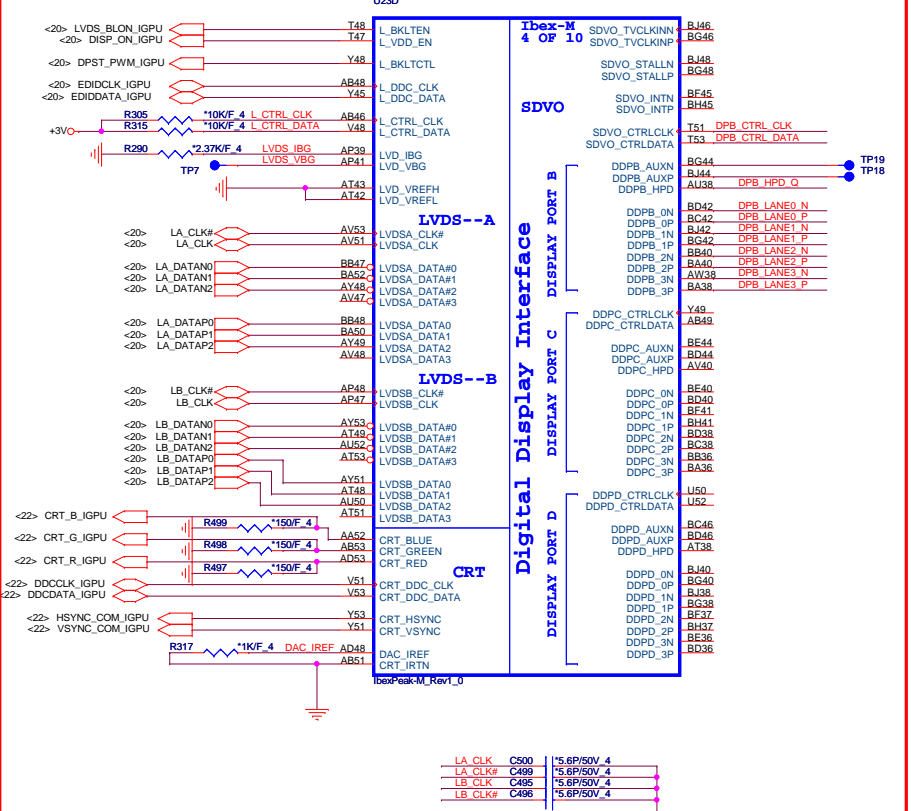 U23D
Ibex-M
4 OF 10
<20> LVDS_BLON_IGPU T48 L_BKLTEN
<20> DISP_ON_IGPU T47 L_VDD_EN
<20> DPST_PWM_IGPU Y48 L_BKLTCTL
<20> EDIDCLK_IGPU AB48 L_DDC_CLK
<20> EDIDDATA_IGPU Y45 L_DDC_DATA
R305 *10K/F_4 L_CTRL_CLK AB46 L_CTRL_CLK
+3V R315 *10K/F_4 L_CTRL_DATA V48 L_CTRL_DATA
R290 *2.37K/F_4 LVDS_IBG AP39 LVD_IBG
TP7 LVDS_VBG AP41 LVD_VBG
AT43 LVD_VREFH
AT42 LVD_VREFL
LVDS--A
<20> LA_CLK# AV53 LVDSA_CLK#
<20> LA_CLK AV51 LVDSA_CLK
<20> LA_DATAN0 BB47 LVDSA_DATA#0
<20> LA_DATAN1 BA52 LVDSA_DATA#1
<20> LA_DATAN2 AY48 LVDSA_DATA#2
AV47 LVDSA_DATA#3
<20> LA_DATAP0 BB48 LVDSA_DATA0
<20> LA_DATAP1 BA50 LVDSA_DATA1
<20> LA_DATAP2 AY49 LVDSA_DATA2
AV48 LVDSA_DATA3
LVDS--B
<20> LB_CLK# AP48 LVDSB_CLK#
<20> LB_CLK AP47 LVDSB_CLK
<20> LB_DATAN0 AY53 LVDSB_DATA#0
<20> LB_DATAN1 AT49 LVDSB_DATA#1
<20> LB_DATAN2 AU52 LVDSB_DATA#2
<20> LB_DATAP0 AT53 LVDSB_DATA#3
<20> LB_DATAP1
<20> LB_DATAP2
AY51 LVDSB_DATA0
AT48 LVDSB_DATA1
AU50 LVDSB_DATA2
AT51 LVDSB_DATA3
<22> CRT_B_IGPU R499 *150/F_4 AA52 CRT_BLUE
<22> CRT_G_IGPU R498 *150/F_4 AB53 CRT_GREEN
<22> CRT_R_IGPU R497 *150/F_4 AD53 CRT_RED
CRT
<22> DDCCLK_IGPU V51 CRT_DDC_CLK
<22> DDCDATA_IGPU V53 CRT_DDC_DATA
<22> HSYNC_COM_IGPU Y53 CRT_HSYNC
<22> VSYNC_COM_IGPU Y51 CRT_VSYNC
R317 *1K/F_4 DAC_IREF AD48 DAC_IREF
AB51 CRT_IRTN
IbexPeak-M_Rev1_0
Digital Display Interface
SDVO_TVCLKINN BJ46
SDVO_TVCLKINP BG46
SDVO_STALLN BJ48
SDVO_STALLP BG48
SDVO
SDVO_INTN BF45
SDVO_INTP BH45
SDVO_CTRLCLK T51 DPB_CTRL_CLK
SDVO_CTRLDATA T53 DPB_CTRL_DATA
DISPLAY PORT B
DDPB_AUXN BG44 TP19
DDPB_AUXP BJ44 TP18
DDPB_HPD AU38 DPB_HPD_Q
DDPB_0N BD42 DPB_LANE0_N
DDPB_0P BC42 DPB_LANE0_P
DDPB_1N BJ42 DPB_LANE1_N
DDPB_1P BG42 DPB_LANE1_P
DDPB_2N BB40 DPB_LANE2_N
DDPB_2P BA40 DPB_LANE2_P
DDPB_3N AW38 DPB_LANE3_N
DDPB_3P BA38 DPB_LANE3_P
DISPLAY PORT C
DDPC_CTRLCLK Y49
DDPC_CTRLDATA AB49
DDPC_AUXN BE44
DDPC_AUXP BD44
DDPC_HPD AV40
DDPC_0N BE40
DDPC_0P BD40
DDPC_1N BF41
DDPC_1P BH41
DDPC_2N BD38
DDPC_2P BC38
DDPC_3N BB36
DDPC_3P BA36
DISPLAY PORT D
DDPD_CTRLCLK U50
DDPD_CTRLDATA U52
DDPD_AUXN BC46
DDPD_AUXP BD46
DDPD_HPD AT38
DDPD_0N BJ40
DDPD_0P BG40
DDPD_1N BJ38
DDPD_1P BG38
DDPD_2N BF37
DDPD_2P BH37
DDPD_3N BE36
DDPD_3P BD36
LA_CLK C500 *5.6P/50V_4
LA_CLK# C499 *5.6P/50V_4
LB_CLK C495 *5.6P/50V_4
LB_CLK# C496 *5.6P/50V_4